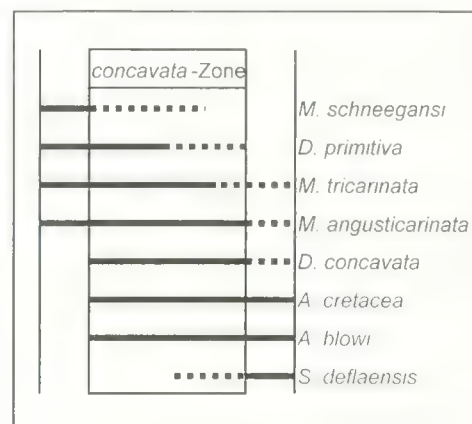 concavata-Zone
M. schneegansi
D. primitiva
M. tricarinata
M. angusticarinata
D. concavata
A cretacea
A blowi
S deflaensis